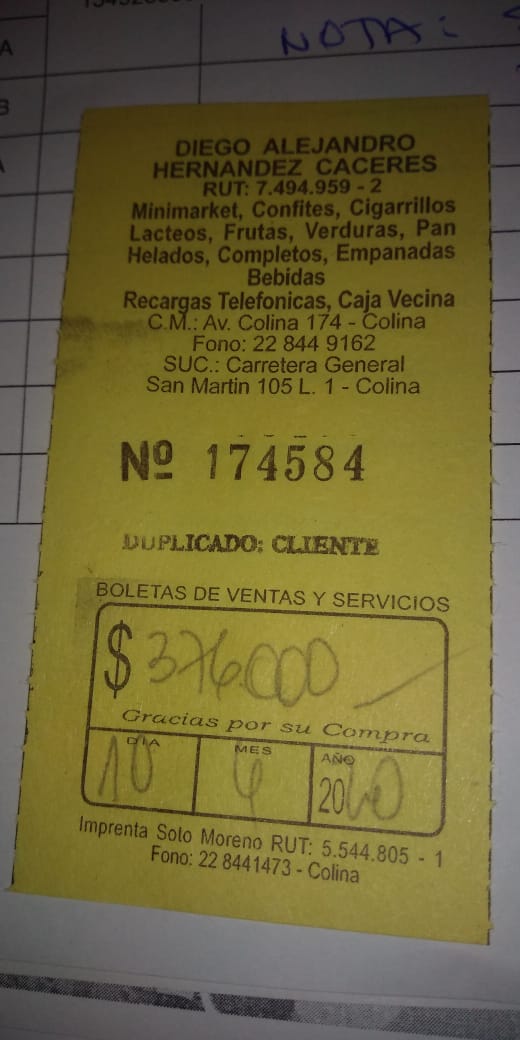 NOTA:
A
B
A
DIEGO ALEJANDRO
HERNANDEZ CACERES
RUT: 7.494.959 - 2
Minimarket, Confites, Cigarrillos
Lacteos, Frutas, Verduras, Pan
Helados, Completos, Empanadas
Bebidas
Recargas Telefonicas, Caja Vecina
C.M.: Av. Colina 174 - Colina
Fono: 22 844 9162
SUC.: Carretera General
San Martin 105 L. 1 - Colina
Nº 174584
DUPLICADO: CLIENTE
BOLETAS DE VENTAS Y SERVICIOS
$ 376.000
Gracias por su Compra
DIA MES AÑO
10 4 2020
Imprenta Soto Moreno RUT: 5.544.805 - 1
Fono: 22 8441473 - Colina